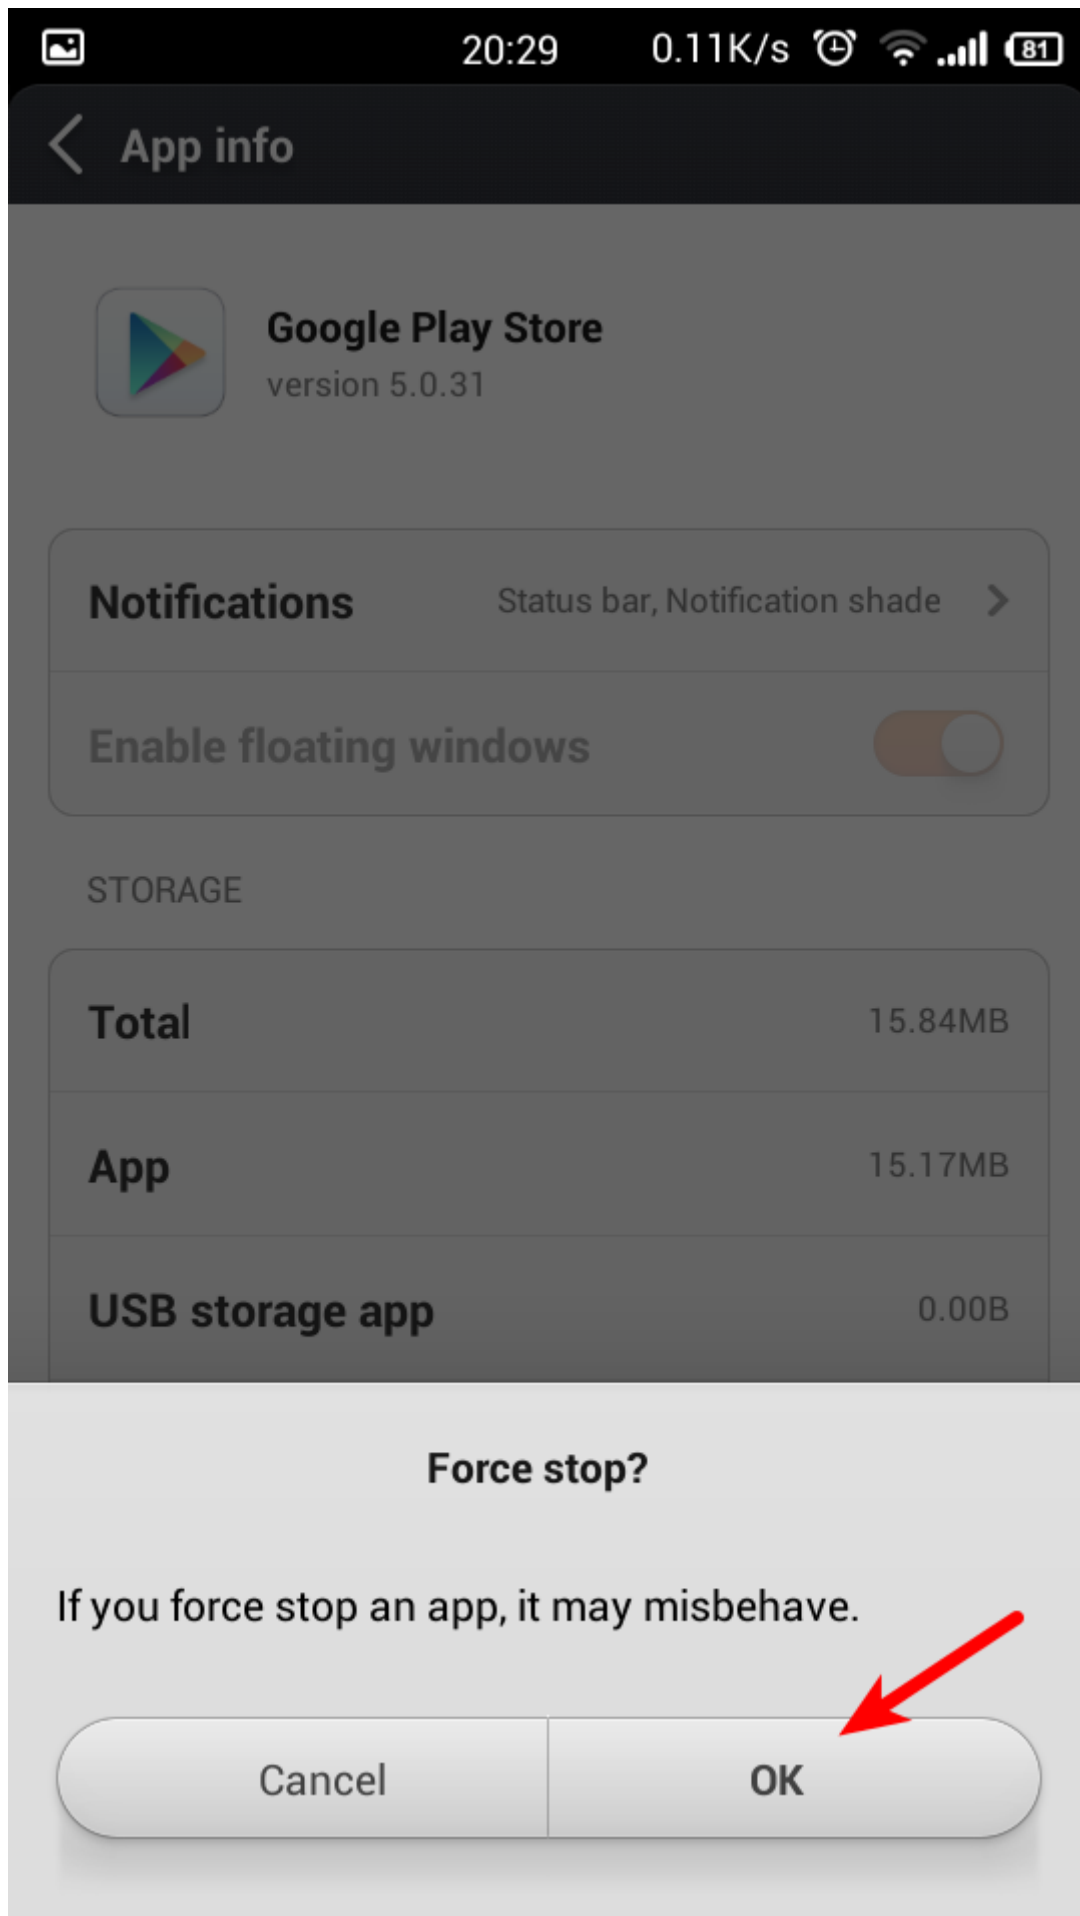 20:29 0.11K/s 81
App info
Google Play Store
version 5.0.31
Notifications Status bar, Notification shade
Enable floating windows
STORAGE
Total 15.84MB
App 15.17MB
USB storage app 0.00B
Force stop?
If you force stop an app, it may misbehave.
Cancel OK